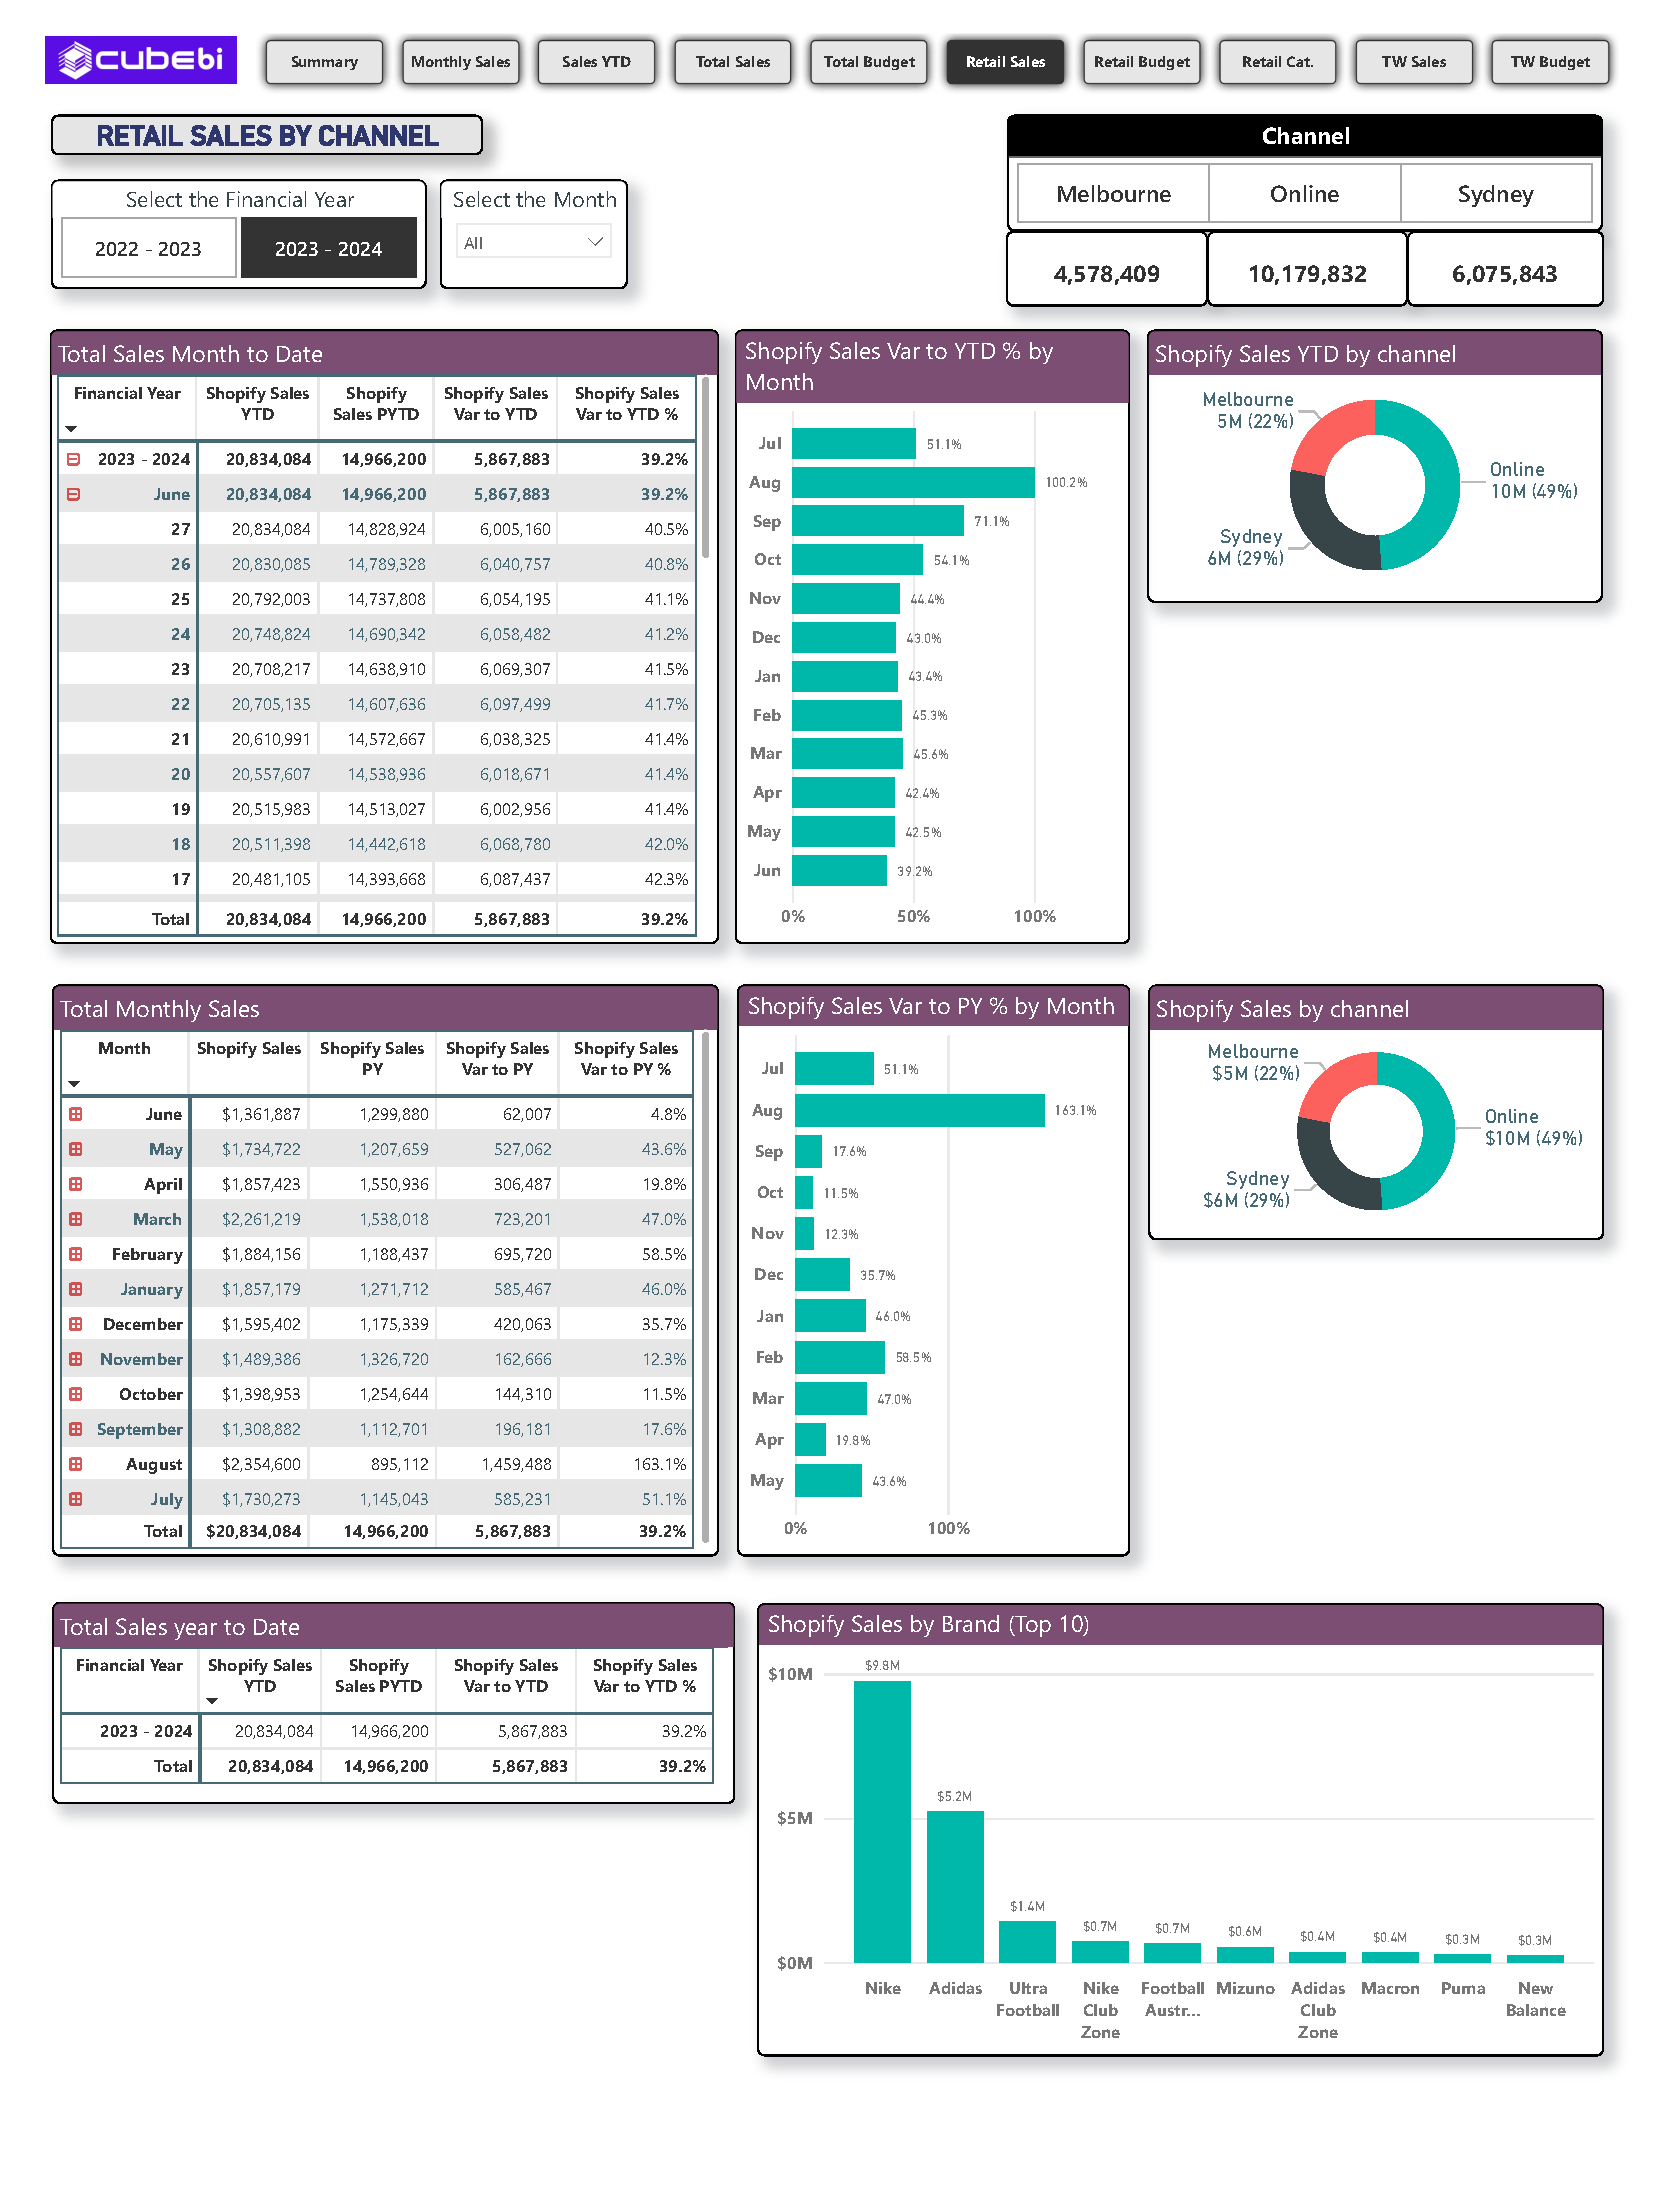 cubebi
Summary Monthly Sales Sales YTD Total Sales Total Budget Retail Sales Retail Budget Retail Cat. TW Sales TW Budget
RETAIL SALES BY CHANNEL
Channel
Melbourne Online Sydney
4,578,409 10,179,832 6,075,843
Select the Financial Year
2022 - 2023 2023 - 2024
Select the Month
All
Total Sales Month to Date
Financial Year Shopify Sales YTD Shopify Sales PYTD Shopify Sales Var to YTD Shopify Sales Var to YTD %
2023 - 2024 20,834,084 14,966,200 5,867,883 39.2%
June 20,834,084 14,966,200 5,867,883 39.2%
27 20,834,084 14,828,924 6,005,160 40.5%
26 20,830,085 14,789,328 6,040,757 40.8%
25 20,792,003 14,737,808 6,054,195 41.1%
24 20,748,824 14,690,342 6,058,482 41.2%
23 20,708,217 14,638,910 6,069,307 41.5%
22 20,705,135 14,607,636 6,097,499 41.7%
21 20,610,991 14,572,667 6,038,325 41.4%
20 20,557,607 14,538,936 6,018,671 41.4%
19 20,515,983 14,513,027 6,002,956 41.4%
18 20,511,398 14,442,618 6,068,780 42.0%
17 20,481,105 14,393,668 6,087,437 42.3%
Total 20,834,084 14,966,200 5,867,883 39.2%
Shopify Sales Var to YTD % by
Month
Jul 51.1%
Aug 100.2%
Sep 71.1%
Oct 54.1%
Nov 44.4%
Dec 43.0%
Jan 43.4%
Feb 45.3%
Mar 45.6%
Apr 42.4%
May 42.5%
Jun 39.2%
0% 50% 100%
Shopify Sales YTD by channel
Melbourne
5M (22%)
Online
10M (49%)
Sydney
6M (29%)
Total Monthly Sales
Month Shopify Sales Shopify Sales PY Shopify Sales Var to PY Shopify Sales Var to PY %
June $1,361,887 1,299,880 62,007 4.8%
May $1,734,722 1,207,659 527,062 43.6%
April $1,857,423 1,550,936 306,487 19.8%
March $2,261,219 1,538,018 723,201 47.0%
February $1,884,156 1,188,437 695,720 58.5%
January $1,857,179 1,271,712 585,467 46.0%
December $1,595,402 1,175,339 420,063 35.7%
November $1,489,386 1,326,720 162,666 12.3%
October $1,398,953 1,254,644 144,310 11.5%
September $1,308,882 1,112,701 196,181 17.6%
August $2,354,600 895,112 1,459,488 163.1%
July $1,730,273 1,145,043 585,231 51.1%
Total $20,834,084 14,966,200 5,867,883 39.2%
Shopify Sales Var to PY % by Month
Jul 51.1%
Aug 163.1%
Sep 17.6%
Oct 11.5%
Nov 12.3%
Dec 35.7%
Jan 46.0%
Feb 58.5%
Mar 47.0%
Apr 19.8%
May 43.6%
0% 100%
Shopify Sales by channel
Melbourne
$5M (22%)
Online
$10M (49%)
Sydney
$6M (29%)
Total Sales year to Date
Financial Year Shopify Sales YTD Shopify Sales PYTD Shopify Sales Var to YTD Shopify Sales Var to YTD %
2023 - 2024 20,834,084 14,966,200 5,867,883 39.2%
Total 20,834,084 14,966,200 5,867,883 39.2%
Shopify Sales by Brand (Top 10)
$10M
$5M
$0M
$9.8M $5.2M $1.4M $0.7M $0.7M $0.6M $0.4M $0.4M $0.3M $0.3M
Nike Adidas Ultra Football Nike Club Zone Football Austr... Mizuno Adidas Club Zone Macron Puma New Balance